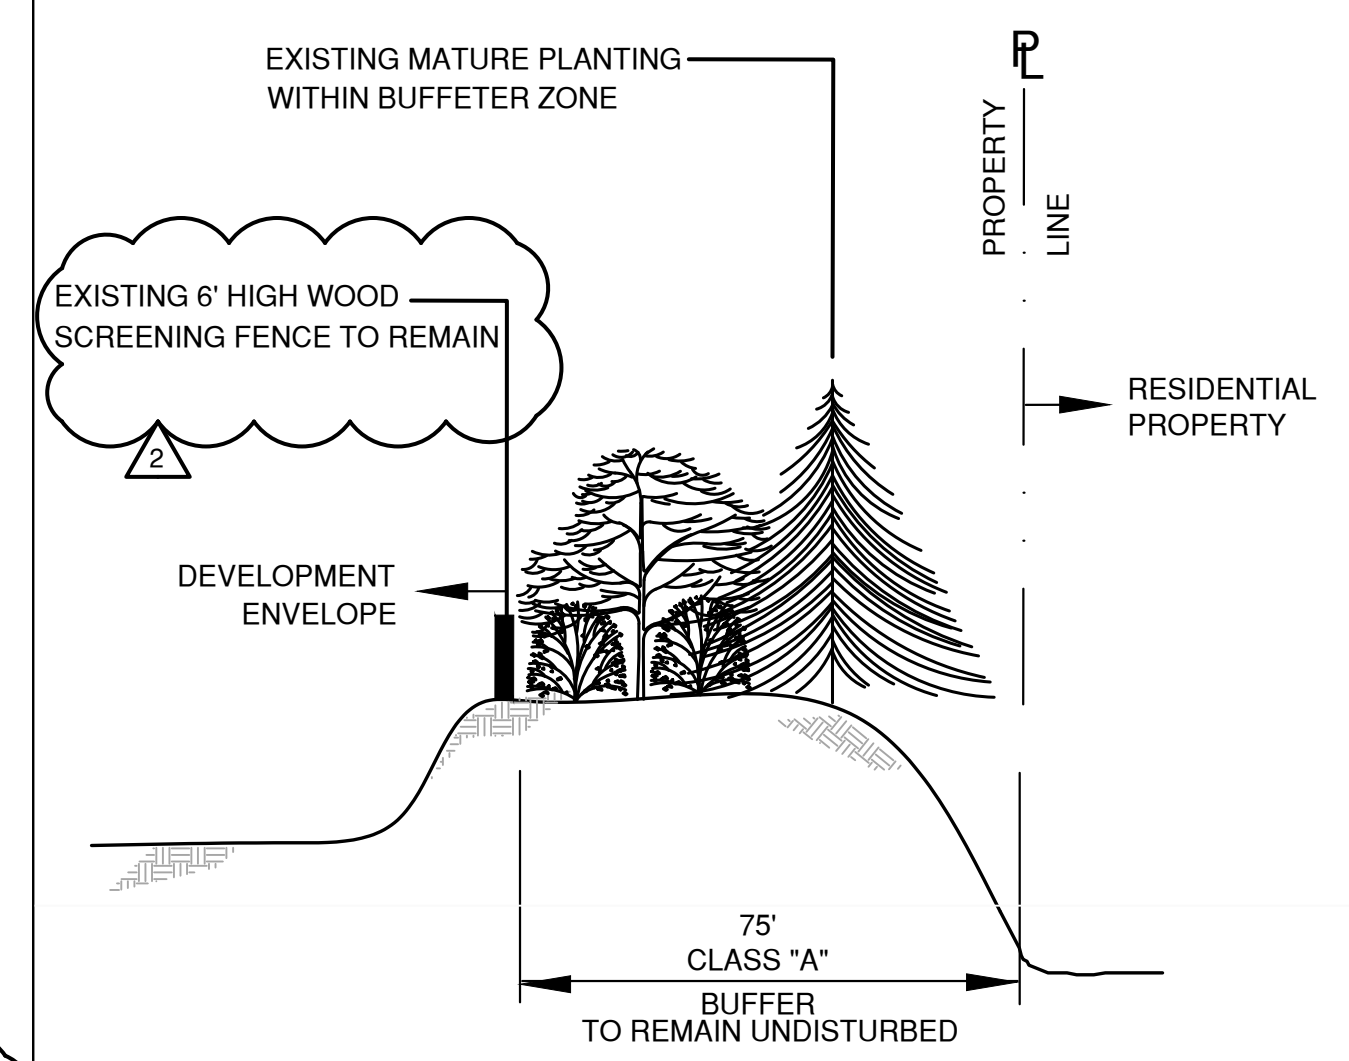 EXISTING MATURE PLANTING
WITHIN BUFFETER ZONE
PL
PROPERTY
LINE
EXISTING 6' HIGH WOOD
SCREENING FENCE TO REMAIN
2
RESIDENTIAL
PROPERTY
DEVELOPMENT
ENVELOPE
75'
CLASS "A"
BUFFER
TO REMAIN UNDISTURBED